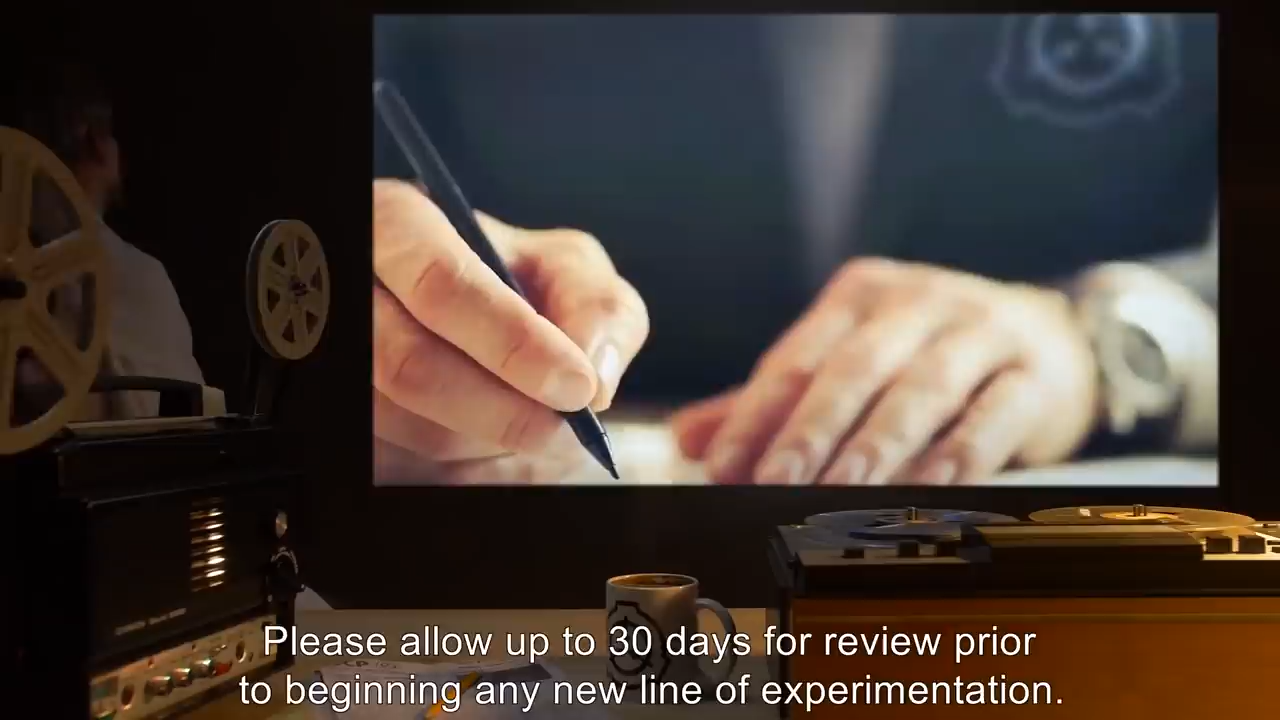 Please allow up to 30 days for review prior
to beginning any new line of experimentation.